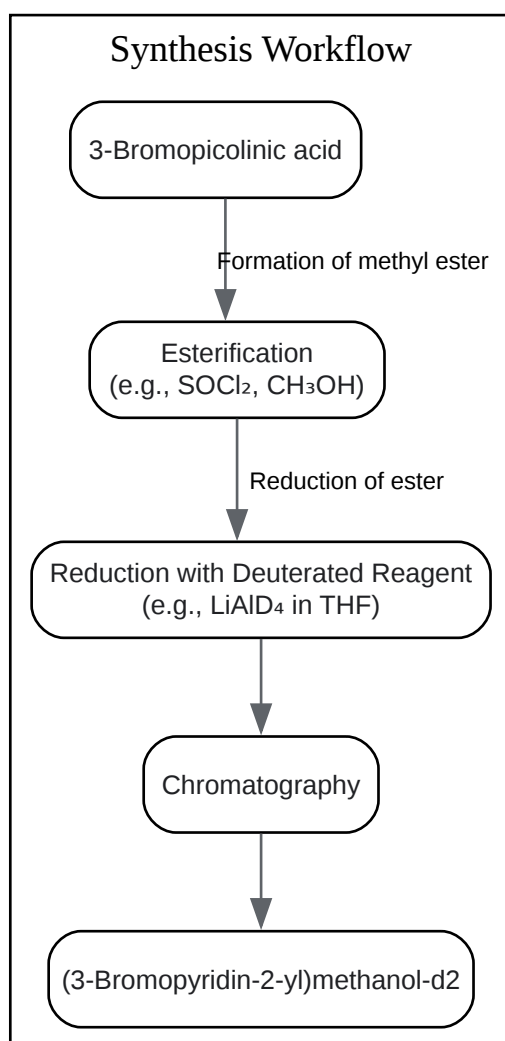 Synthesis Workflow
3-Bromopicolinic acid
Formation of methyl ester
Esterification
(e.g., SOCl₂, CH₃OH)
Reduction of ester
Reduction with Deuterated Reagent
(e.g., LiAlD₄ in THF)
Chromatography
(3-Bromopyridin-2-yl)methanol-d2